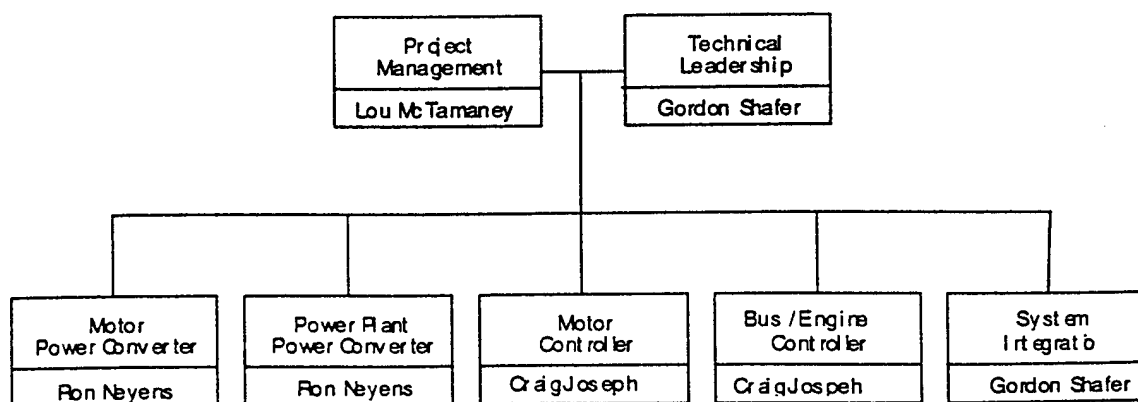 Project
Management
Lou McTamaney
Technical
Leadership
Gordon Shafer
Motor
Power Converter
Ron Neyens
Power Plant
Power Converter
Ron Neyens
Motor
Controller
Craig Joseph
Bus / Engine
Controller
Craig Jospeh
System
Integratio
Gordon Shafer